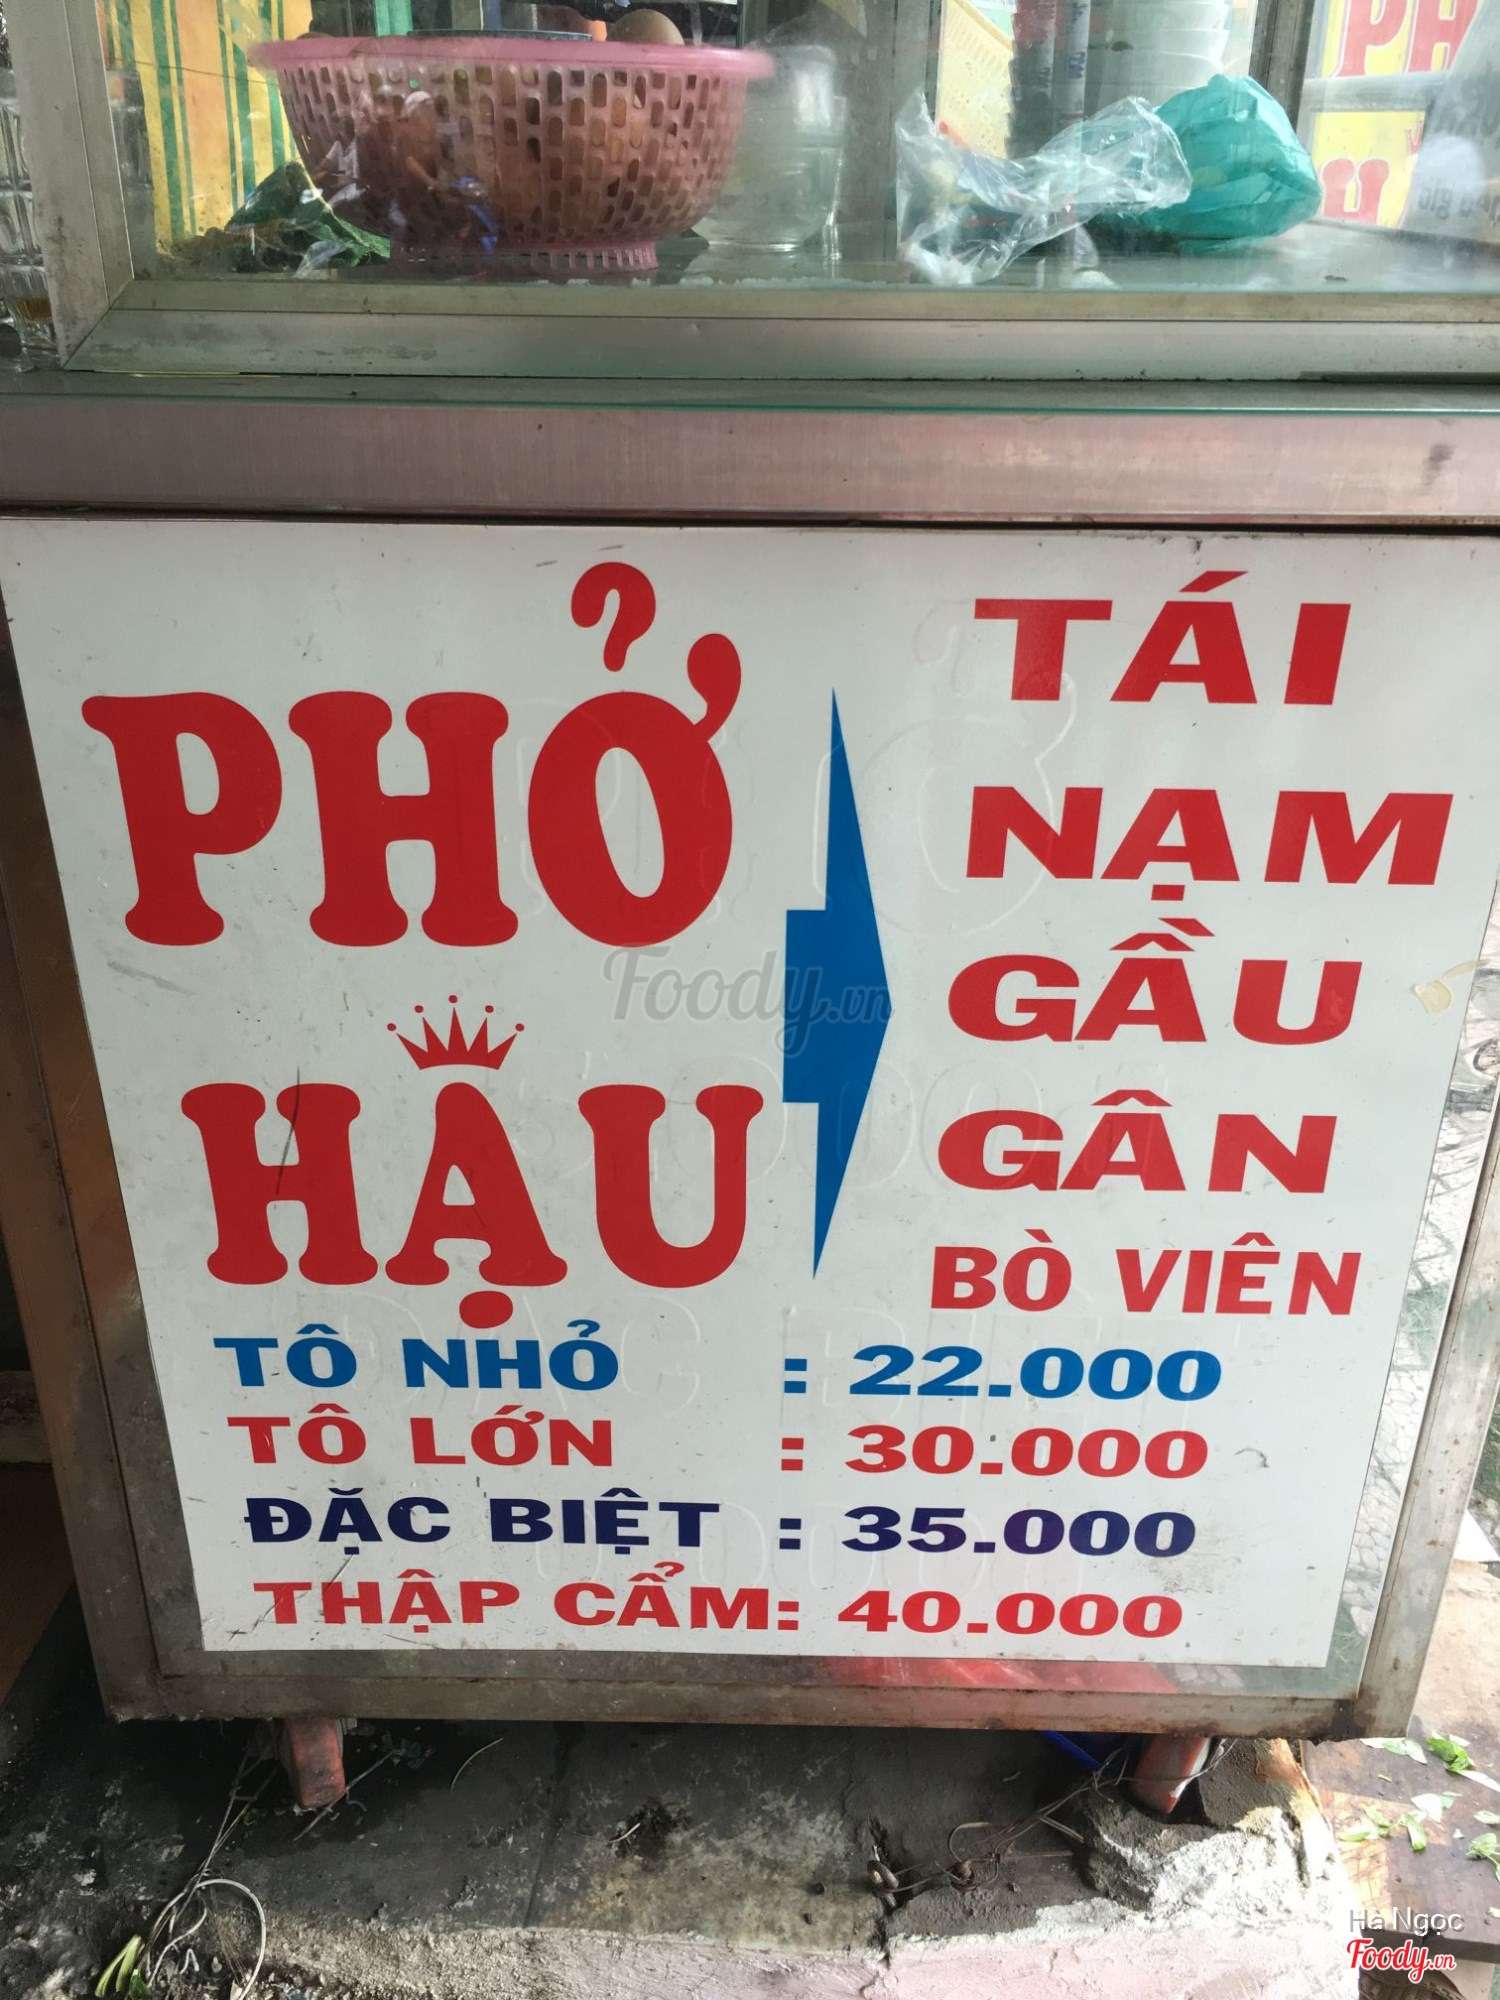 PHỞ
HẬU
TÁI
NẠM
GẦU
GÂN
BÒ VIÊN
TÔ NHỎ : 22.000
TÔ LỚN : 30.000
ĐẶC BIỆT : 35.000
THẬP CẨM: 40.000
Foody.vn
Hà Ngọc
Foody.vn